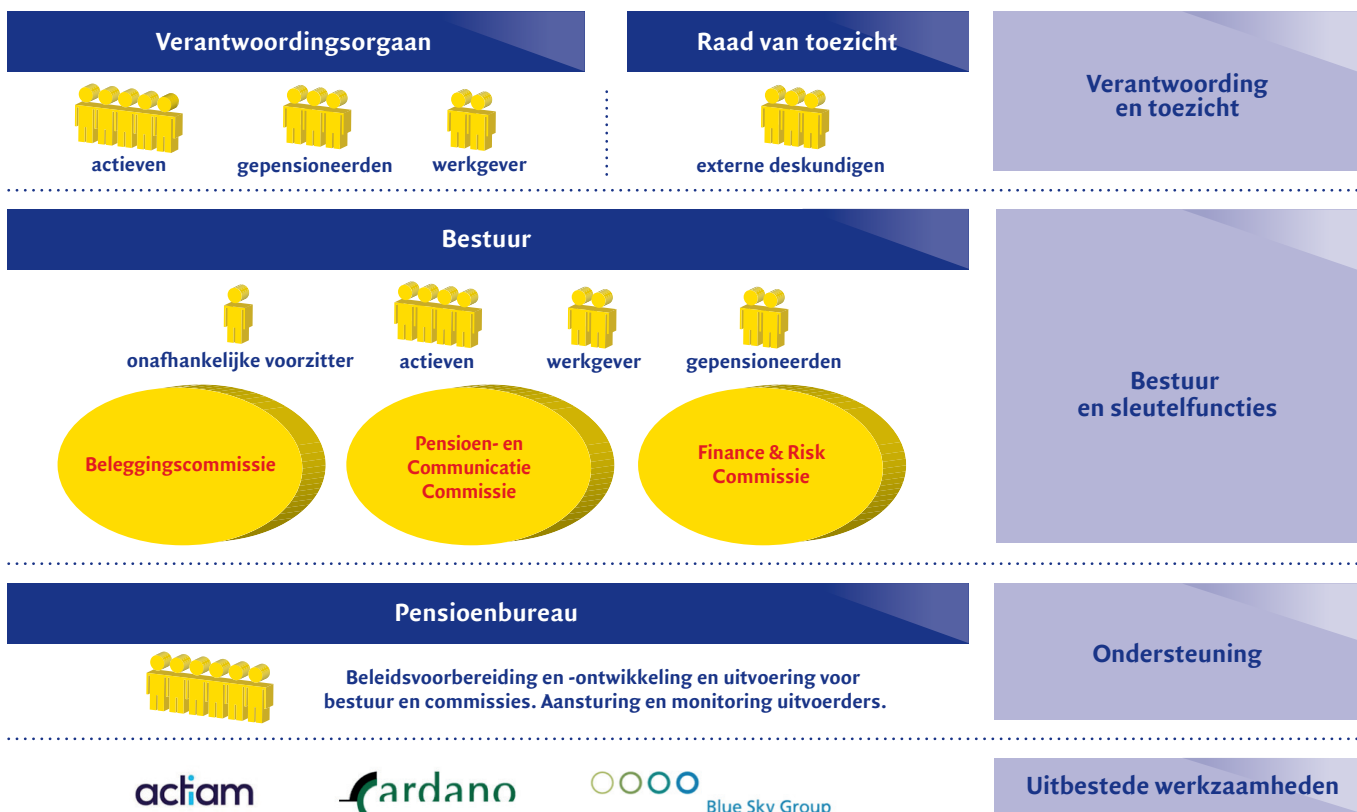 Verantwoordingsorgaan
Raad van toezicht
Verantwoording
en toezicht
actieven
gepensioneerden
werkgever
externe deskundigen
Bestuur
Bestuur
en sleutelfuncties
onafhankelijke voorzitter
actieven
werkgever
gepensioneerden
Beleggingscommissie
Pensioen- en
Communicatie
Commissie
Finance & Risk
Commissie
Pensioenbureau
Ondersteuning
Beleidsvoorbereiding en -ontwikkeling en uitvoering voor
bestuur en commissies. Aansturing en monitoring uitvoerders.
actiam
Cardano
Blue Sky Group
Uitbestede werkzaamheden